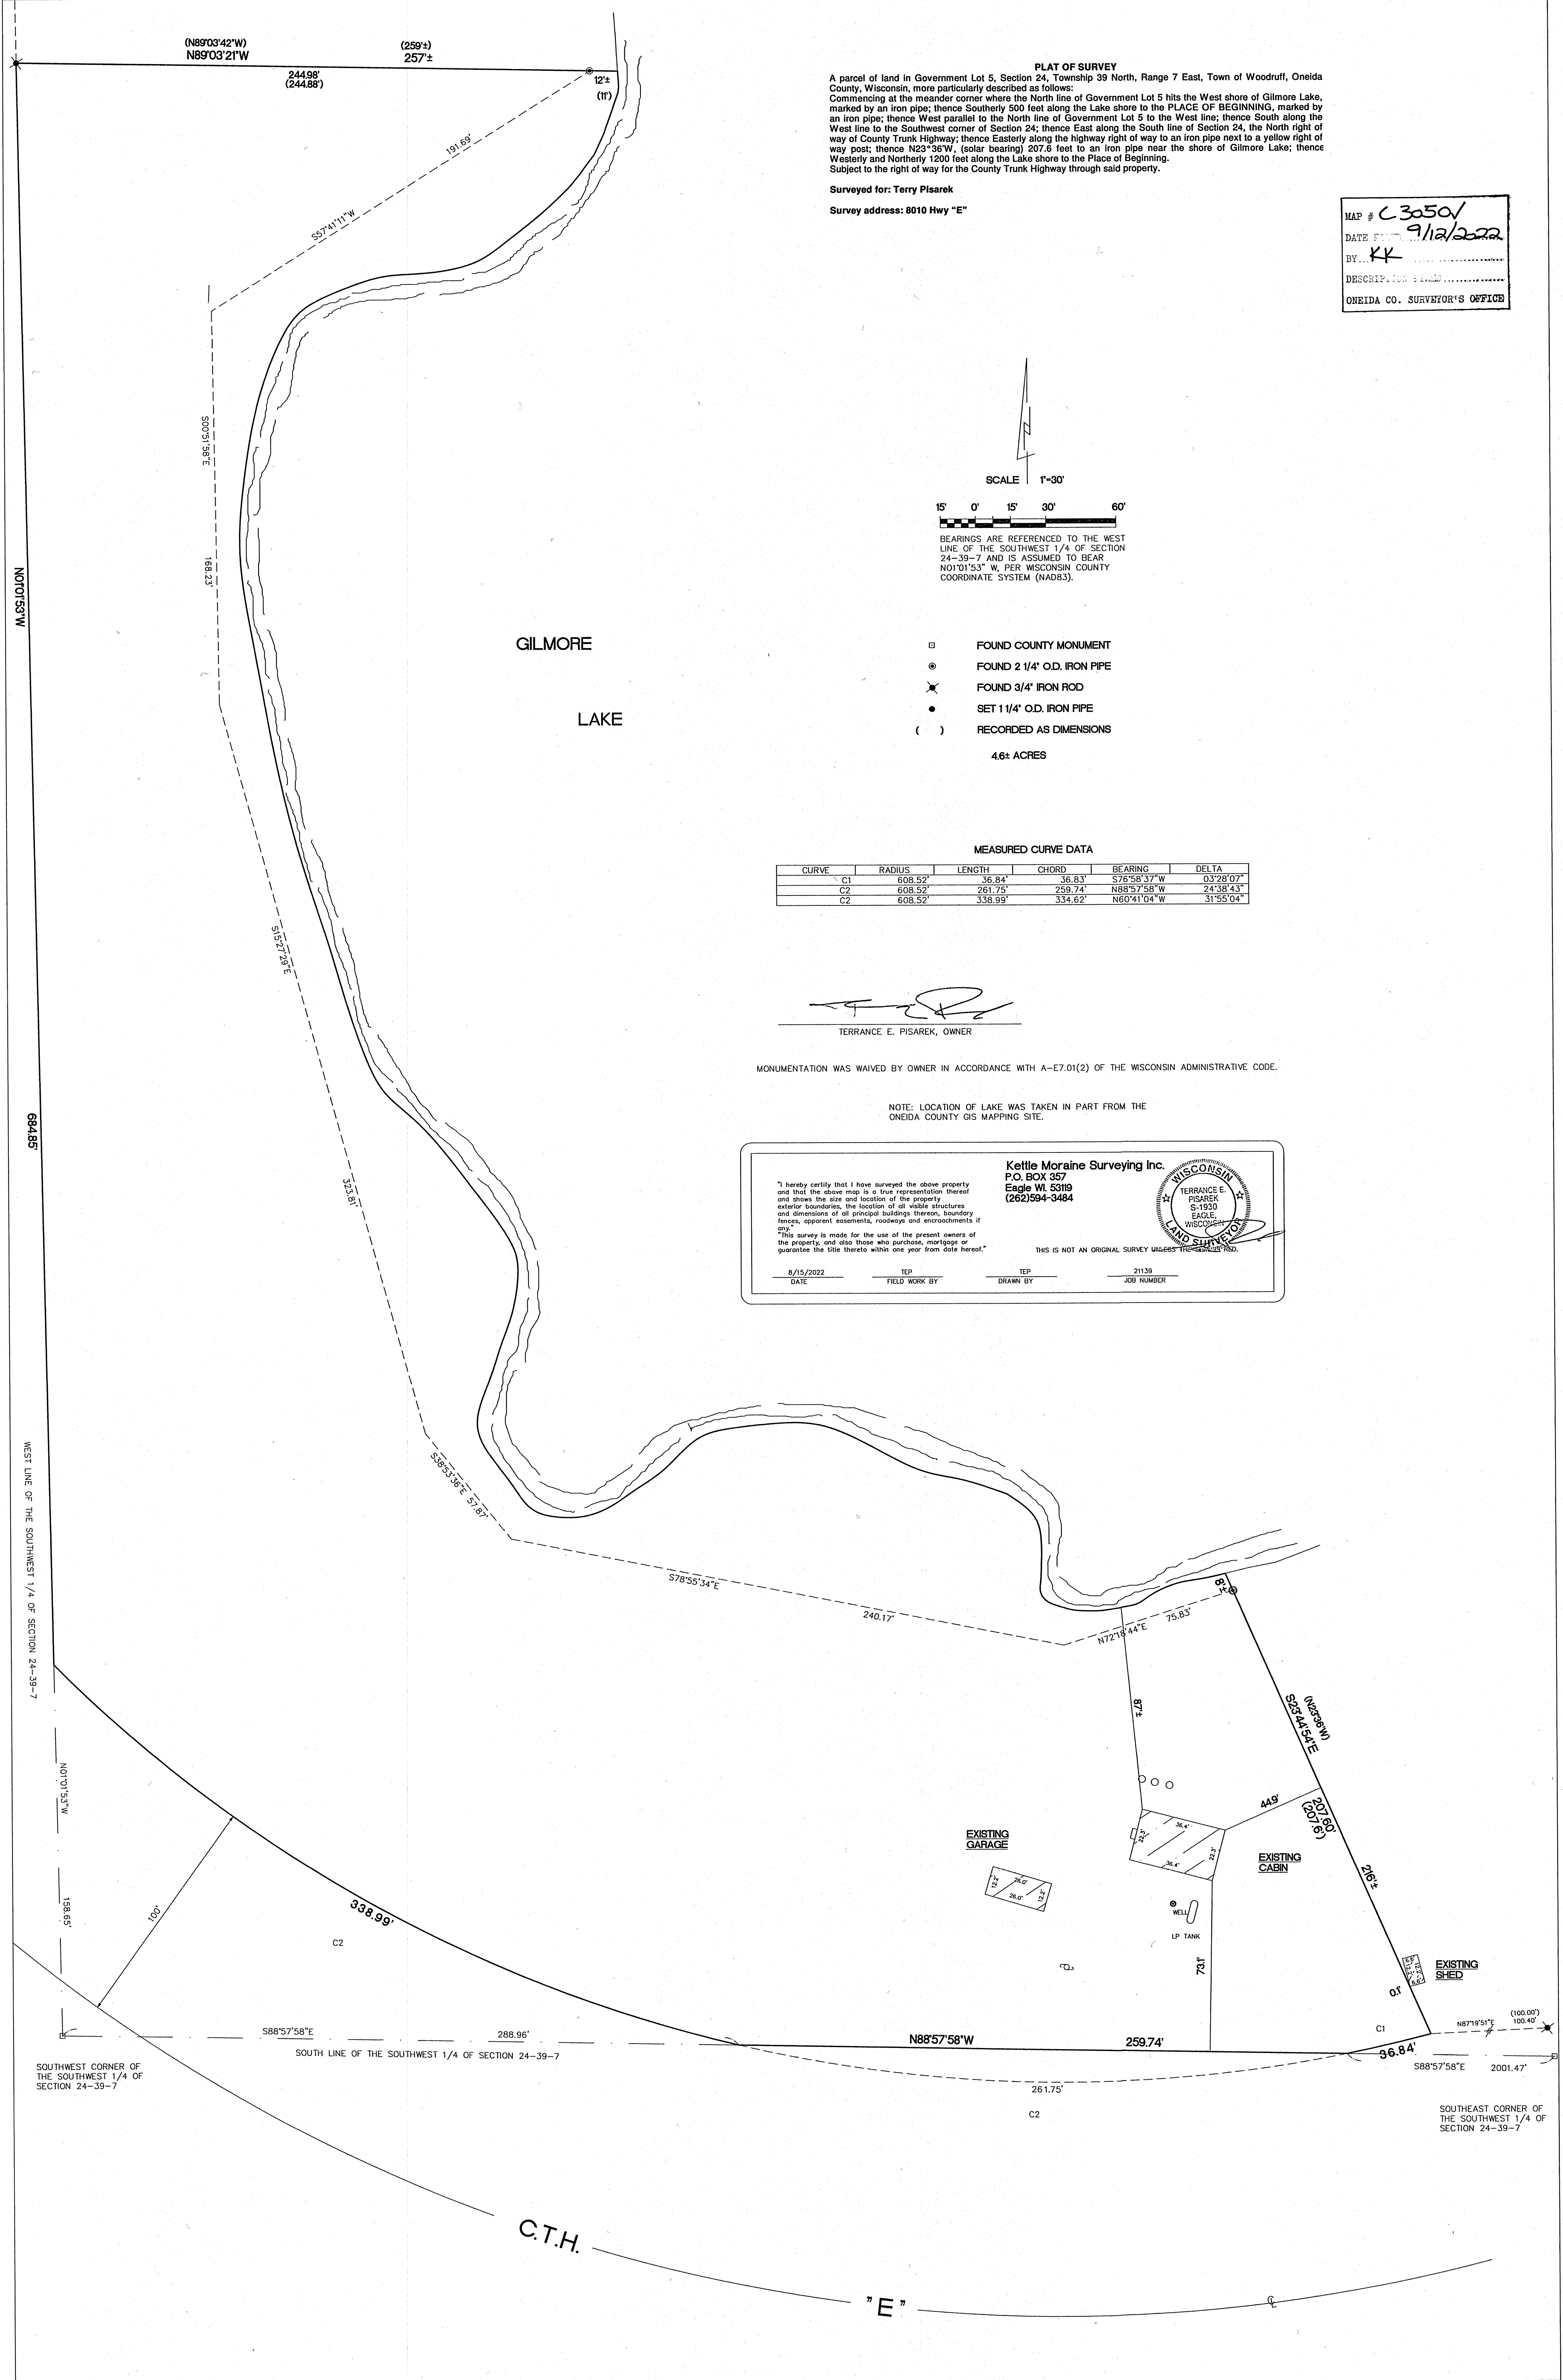 (N89°03'42"W)
N89°03'21"W
(259'±)
257'±
244.98'
(244.88')
12'±
(11')
191.69'
S57°41'11"W
PLAT OF SURVEY
A parcel of land in Government Lot 5, Section 24, Township 39 North, Range 7 East, Town of Woodruff, Oneida
County, Wisconsin, more particularly described as follows:
Commencing at the meander corner where the North line of Government Lot 5 hits the West shore of Gilmore Lake,
marked by an iron pipe; thence Southerly 500 feet along the Lake shore to the PLACE OF BEGINNING, marked by
an iron pipe; thence West parallel to the North line of Government Lot 5 to the West line; thence South along the
West line to the Southwest corner of Section 24; thence East along the South line of Section 24, the North right of
way of County Trunk Highway; thence Easterly along the highway right of way to an iron pipe next to a yellow right of
way post; thence N23°36'W, (solar bearing) 207.6 feet to an iron pipe near the shore of Gilmore Lake; thence
Westerly and Northerly 1200 feet along the Lake shore to the Place of Beginning.
Subject to the right of way for the County Trunk Highway through said property.
Surveyed for: Terry Pisarek
Survey address: 8010 Hwy "E"
MAP # C3050V
DATE 9/12/2022
BY... KK
ONEIDA CO. SURVEYOR'S OFFICE
S00°51'58"E
168.23'
SCALE 1"=30'
15' 0' 15' 30' 60'
BEARINGS ARE REFERENCED TO THE WEST
LINE OF THE SOUTHWEST 1/4 OF SECTION
24-39-7 AND IS ASSUMED TO BEAR
N01°01'53" W, PER WISCONSIN COUNTY
COORDINATE SYSTEM (NAD83).
N01°01'53"W
GILMORE
LAKE
FOUND COUNTY MONUMENT
FOUND 2 1/4" O.D. IRON PIPE
FOUND 3/4" IRON ROD
SET 1 1/4" O.D. IRON PIPE
( ) RECORDED AS DIMENSIONS
4.6± ACRES
MEASURED CURVE DATA
CURVE RADIUS LENGTH CHORD BEARING DELTA
C1 608.52' 36.84' 36.83' S76°58'37"W 03°28'07"
C2 608.52' 261.75' 259.74' N88°57'58"W 24°38'43"
C2 608.52' 338.99' 334.62' N60°41'04"W 31°55'04"
S15°27'29"E
323.81'
684.85'
TERRANCE E. PISAREK, OWNER
MONUMENTATION WAS WAIVED BY OWNER IN ACCORDANCE WITH A-E7.01(2) OF THE WISCONSIN ADMINISTRATIVE CODE.
NOTE: LOCATION OF LAKE WAS TAKEN IN PART FROM THE
ONEIDA COUNTY GIS MAPPING SITE.
"I hereby certify that I have surveyed the above property
and that the above map is a true representation thereof
and shows the size and location of the property
exterior boundaries, the location of all visible structures
and dimensions of all principal buildings thereon, boundary
fences, apparent easements, roadways and encroachments if
any."
"This survey is made for the use of the present owners of
the property, and also those who purchase, mortgage or
guarantee the title thereto within one year from date hereof."
Kettle Moraine Surveying Inc.
P.O. BOX 357
Eagle WI. 53119
(262)594-3484
WISCONSIN
TERRANCE E.
PISAREK
S-1930
EAGLE,
WISCONSIN
LAND SURVEYOR
THIS IS NOT AN ORIGINAL SURVEY UNLESS
8/15/2022 TEP TEP 21139
DATE FIELD WORK BY DRAWN BY JOB NUMBER
WEST LINE OF THE SOUTHWEST 1/4 OF SECTION 24-39-7
S38°53'36"E 57.87'
S78°55'34"E
240.17'
N72°18'44"E
75.83'
8'±
87'±
(N23°36'W)
S23°44'54"E
207.60'
(207.6')
216'±
44.9'
36.4'
22.3'
22.3'
36.4'
EXISTING
GARAGE
EXISTING
CABIN
12.2'
26.0'
26.0'
12.2'
WELL
LP TANK
73.1'
EXISTING
SHED
0.1'
N01°01'53"W
158.65'
100'
338.99'
C2
S88°57'58"E
288.96'
SOUTH LINE OF THE SOUTHWEST 1/4 OF SECTION 24-39-7
SOUTHWEST CORNER OF
THE SOUTHWEST 1/4 OF
SECTION 24-39-7
N88°57'58"W
259.74'
261.75'
C2
C1
36.84'
N87°19'51"E
(100.00')
100.40'
S88°57'58"E 2001.47'
SOUTHEAST CORNER OF
THE SOUTHWEST 1/4 OF
SECTION 24-39-7
C.T.H.
"E"